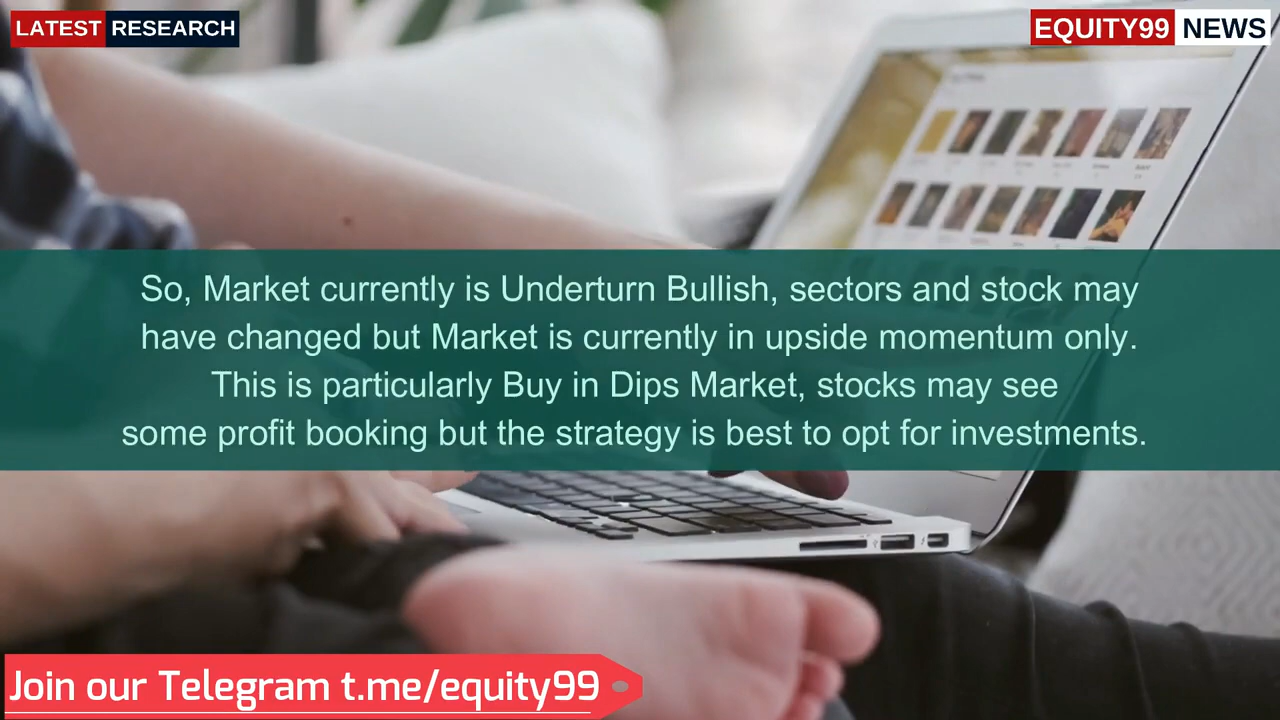 LATEST RESEARCH
EQUITY99 NEWS
So, Market currently is Underturn Bullish, sectors and stock may
have changed but Market is currently in upside momentum only.
This is particularly Buy in Dips Market, stocks may see
some profit booking but the strategy is best to opt for investments.
Join our Telegram t.me/equity99